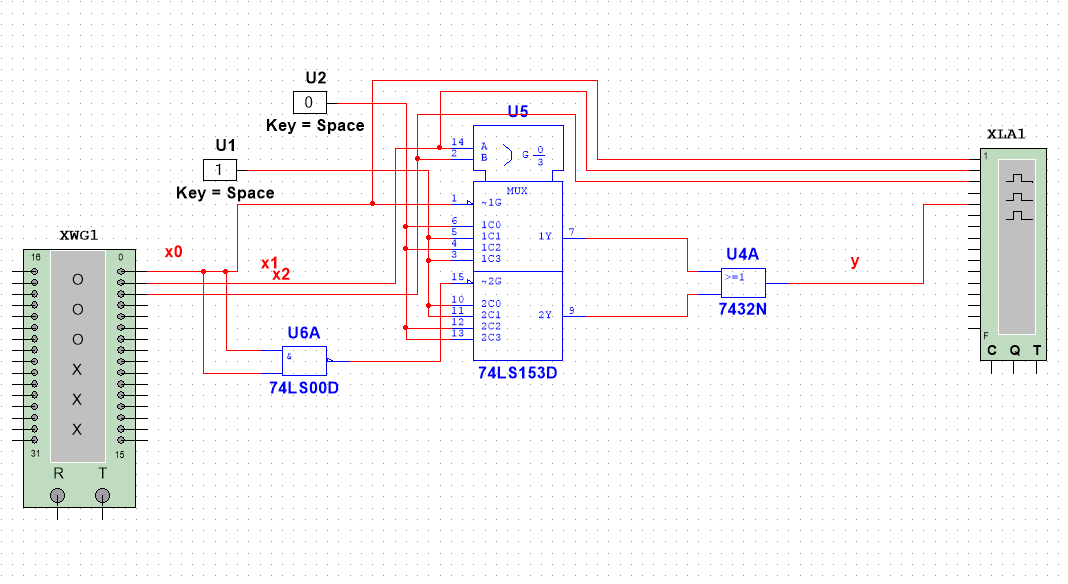 U2
0
Key = Space
U1
1
Key = Space
U5
14 A
2 B
G 0
3
MUX
1 ~1G
6 1C0
5 1C1
4 1C2
3 1C3
1Y 7
15 ~2G
10 2C0
11 2C1
12 2C2
13 2C3
2Y 9
74LS153D
XLA1
1
F
C Q T
XWG1
16 0
O
O
O
X
X
X
31 15
R T
x0
x1
x2
U6A
&
74LS00D
U4A
>=1
7432N
y